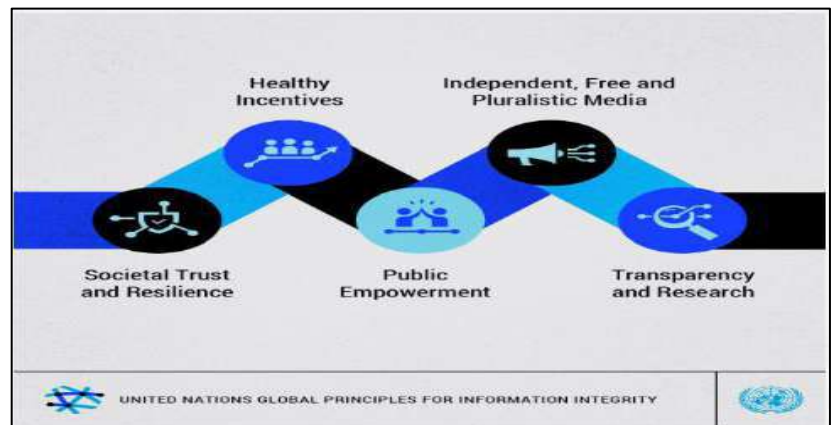 Healthy
Incentives
Independent, Free and
Pluralistic Media
Societal Trust
and Resilience
Public
Empowerment
Transparency
and Research
UNITED NATIONS GLOBAL PRINCIPLES FOR INFORMATION INTEGRITY